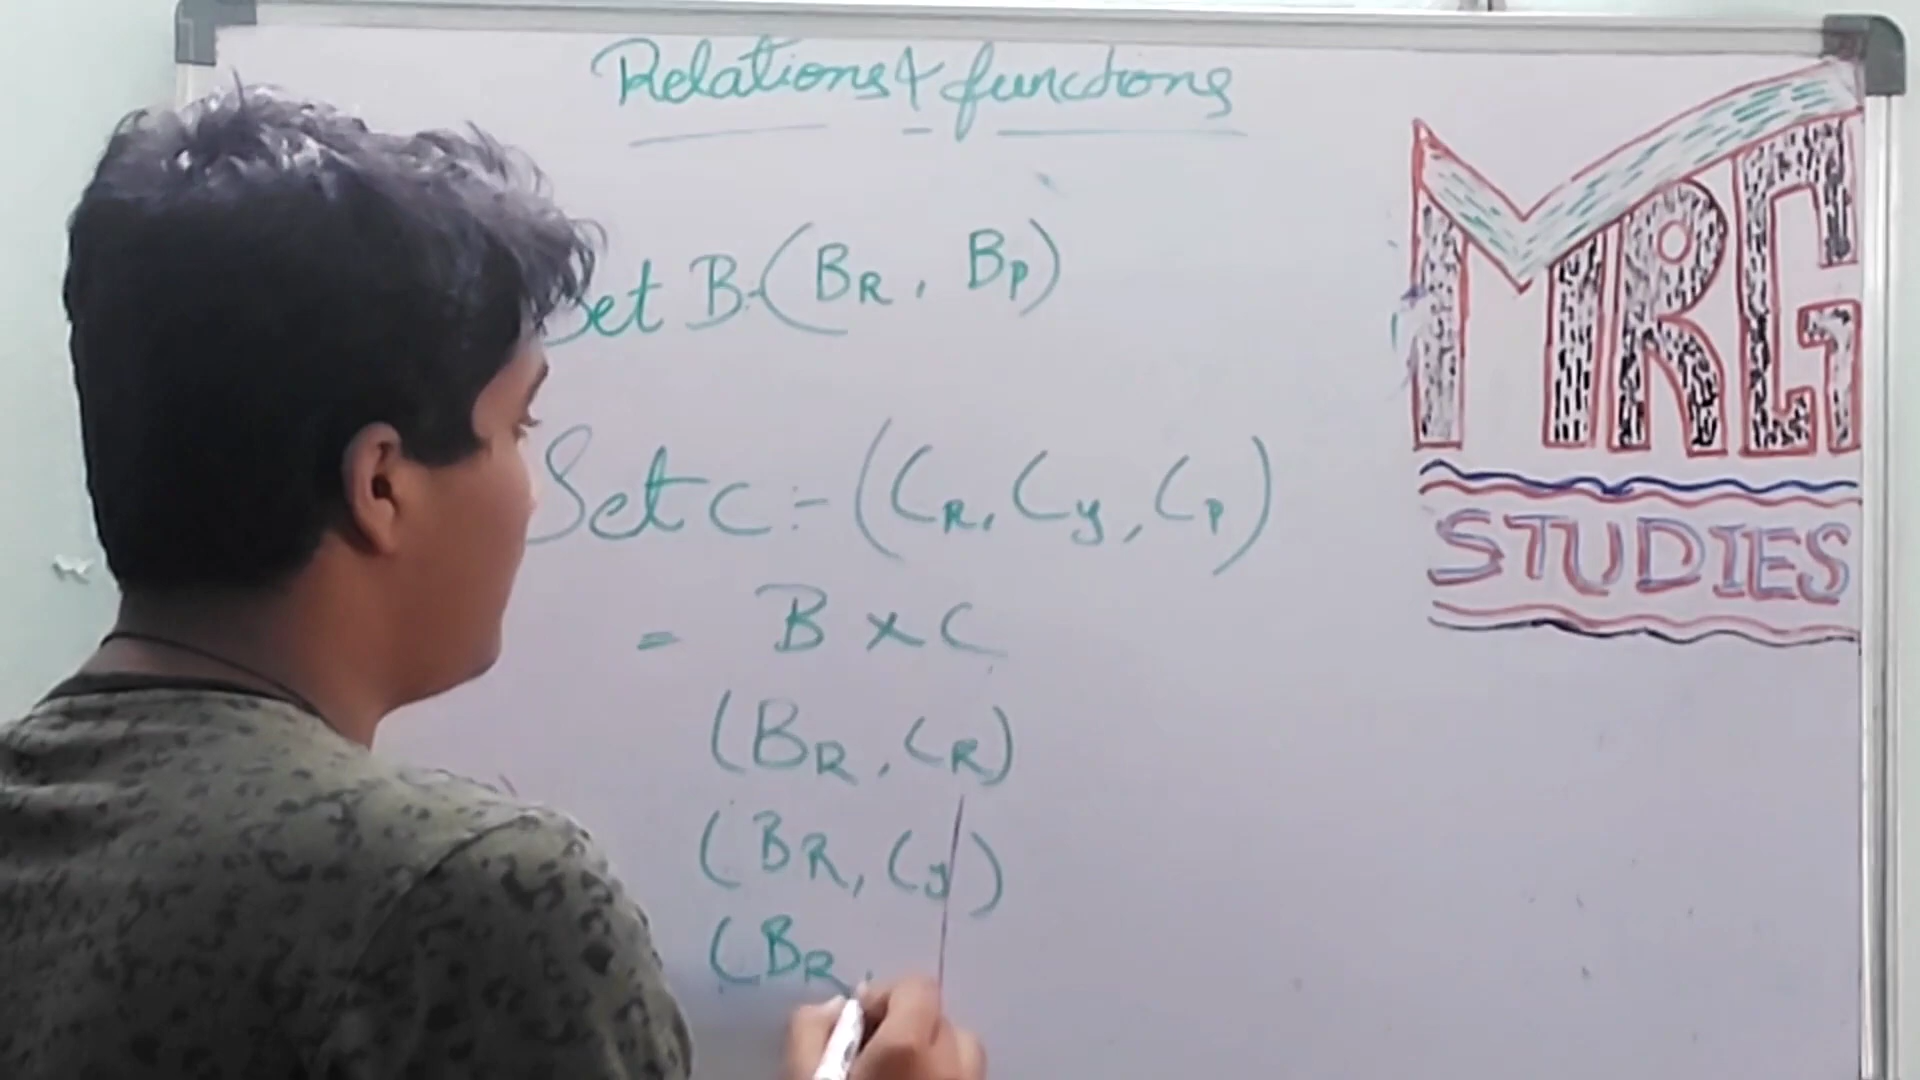 Relations & functions
Set B:-(BR, BP)
Set C:-(CR, Cy, CP)
= B x C
(BR, CR)
(BR, Cy)
(BR,
MRG
STUDIES